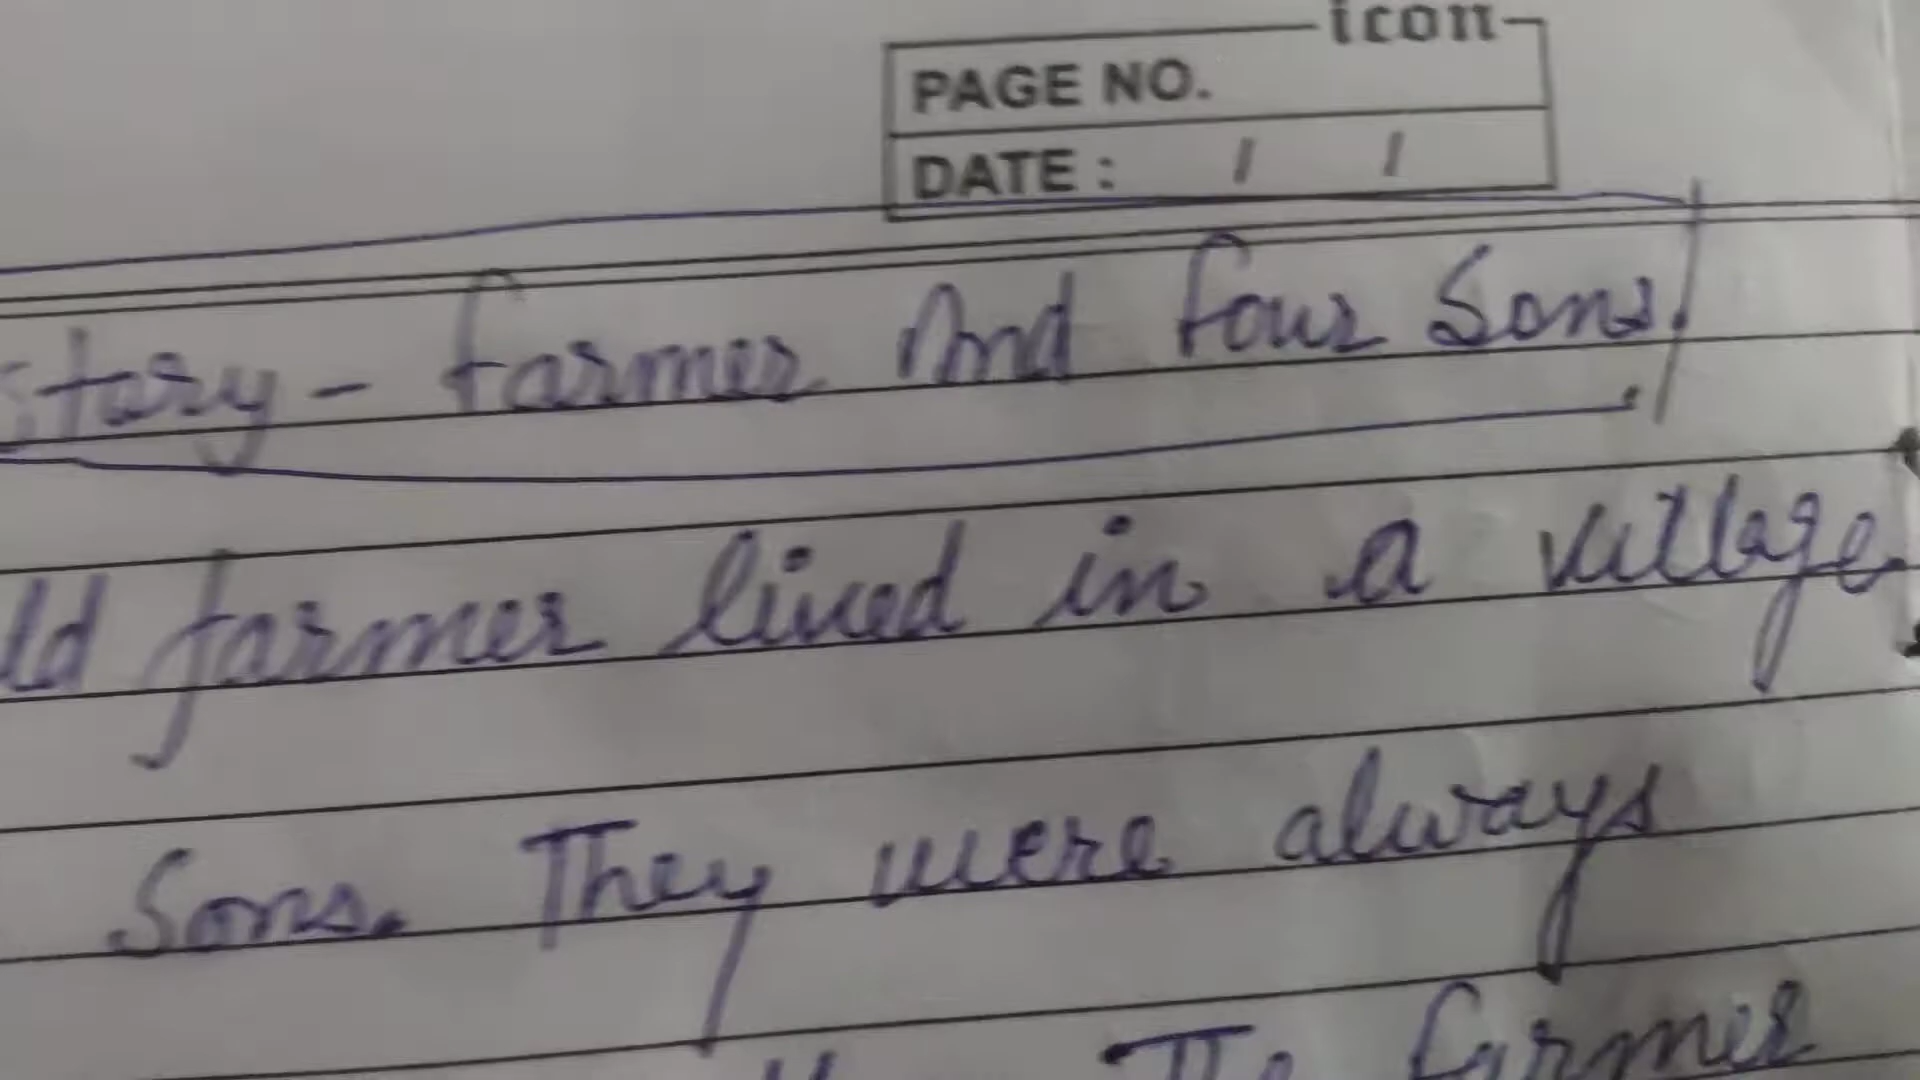 icon
PAGE NO.
DATE : / /
Story - farmer And four Sons
ld farmer lived in a village
Sons. They were always
The farmer